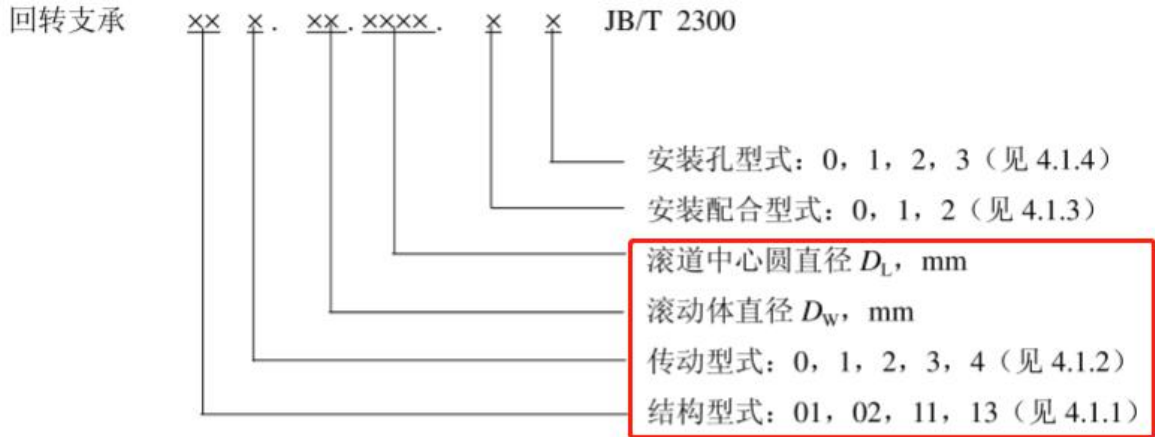 回转支承 ×× ×. ××.××××. × × JB/T 2300
安装孔型式：0，1，2，3（见 4.1.4）
安装配合型式：0，1，2（见 4.1.3）
滚道中心圆直径 DL，mm
滚动体直径 DW，mm
传动型式：0，1，2，3，4（见 4.1.2）
结构型式：01，02，11，13（见 4.1.1）